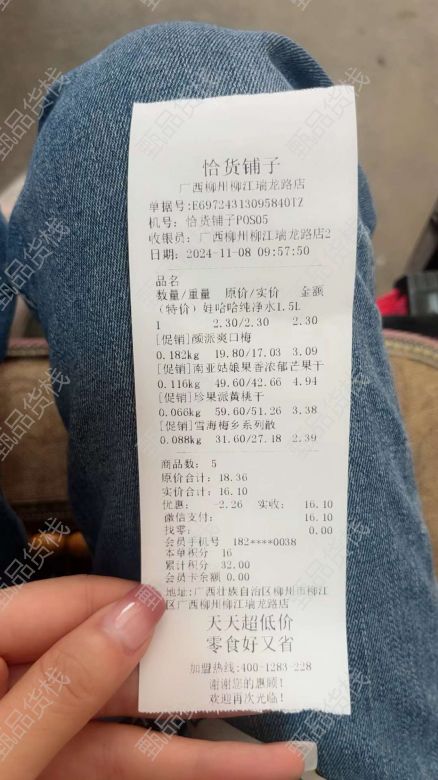 恰货铺子
广西柳州柳江瑞龙路店
单据号:E69724313095840TZ
机号: 恰货铺子POS05
收银员: 广西柳州柳江瑞龙路店2
日期: 2024-11-08 09:57:50
品名
数量/重量 原价/实价 金额
(特价) 娃哈哈纯净水1.5L
1 2.30/2.30 2.30
[促销]颜派爽口梅
0.182kg 19.80/17.03 3.09
[促销]南亚姑娘果香浓郁芒果干
0.116kg 49.60/42.66 4.94
[促销]珍果派黄桃干
0.066kg 59.60/51.26 3.38
[促销]雪海梅乡系列散
0.088kg 31.60/27.18 2.39
商品数: 5
原价合计: 18.36
实价合计: 16.10
优惠: -2.26 实收: 16.10
微信支付: 16.10
找零: 0.00
会员手机号 182****0038
本单积分 16
累计积分 32.00
会员卡余额 0.00
地址:广西壮族自治区柳州市柳江
区广西柳州柳江瑞龙路店
天天超低价
零食好又省
加盟热线:400-1283-228
谢谢您的惠顾!
欢迎再次光临!
甄品货栈